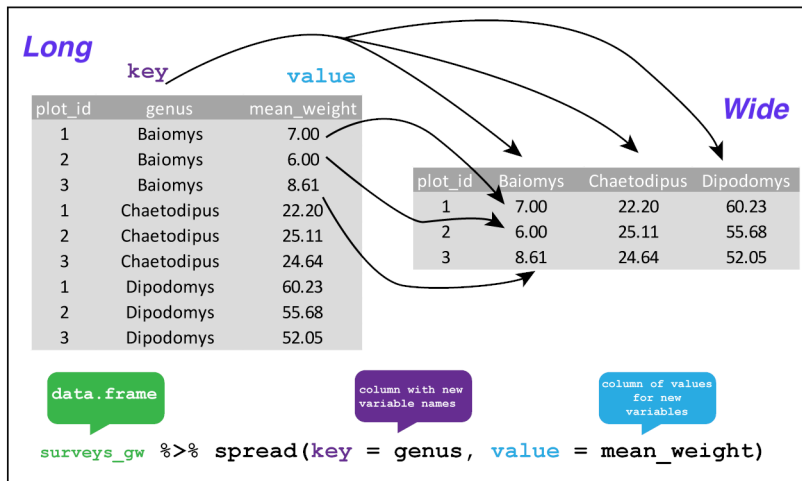 Long
key
value
plot_id genus mean_weight
1 Baiomys 7.00
2 Baiomys 6.00
3 Baiomys 8.61
1 Chaetodipus 22.20
2 Chaetodipus 25.11
3 Chaetodipus 24.64
1 Dipodomys 60.23
2 Dipodomys 55.68
3 Dipodomys 52.05
Wide
plot_id Baiomys Chaetodipus Dipodomys
1 7.00 22.20 60.23
2 6.00 25.11 55.68
3 8.61 24.64 52.05
data.frame
column with new
variable names
column of values
for new
variables
surveys_gw %>% spread(key = genus, value = mean_weight)